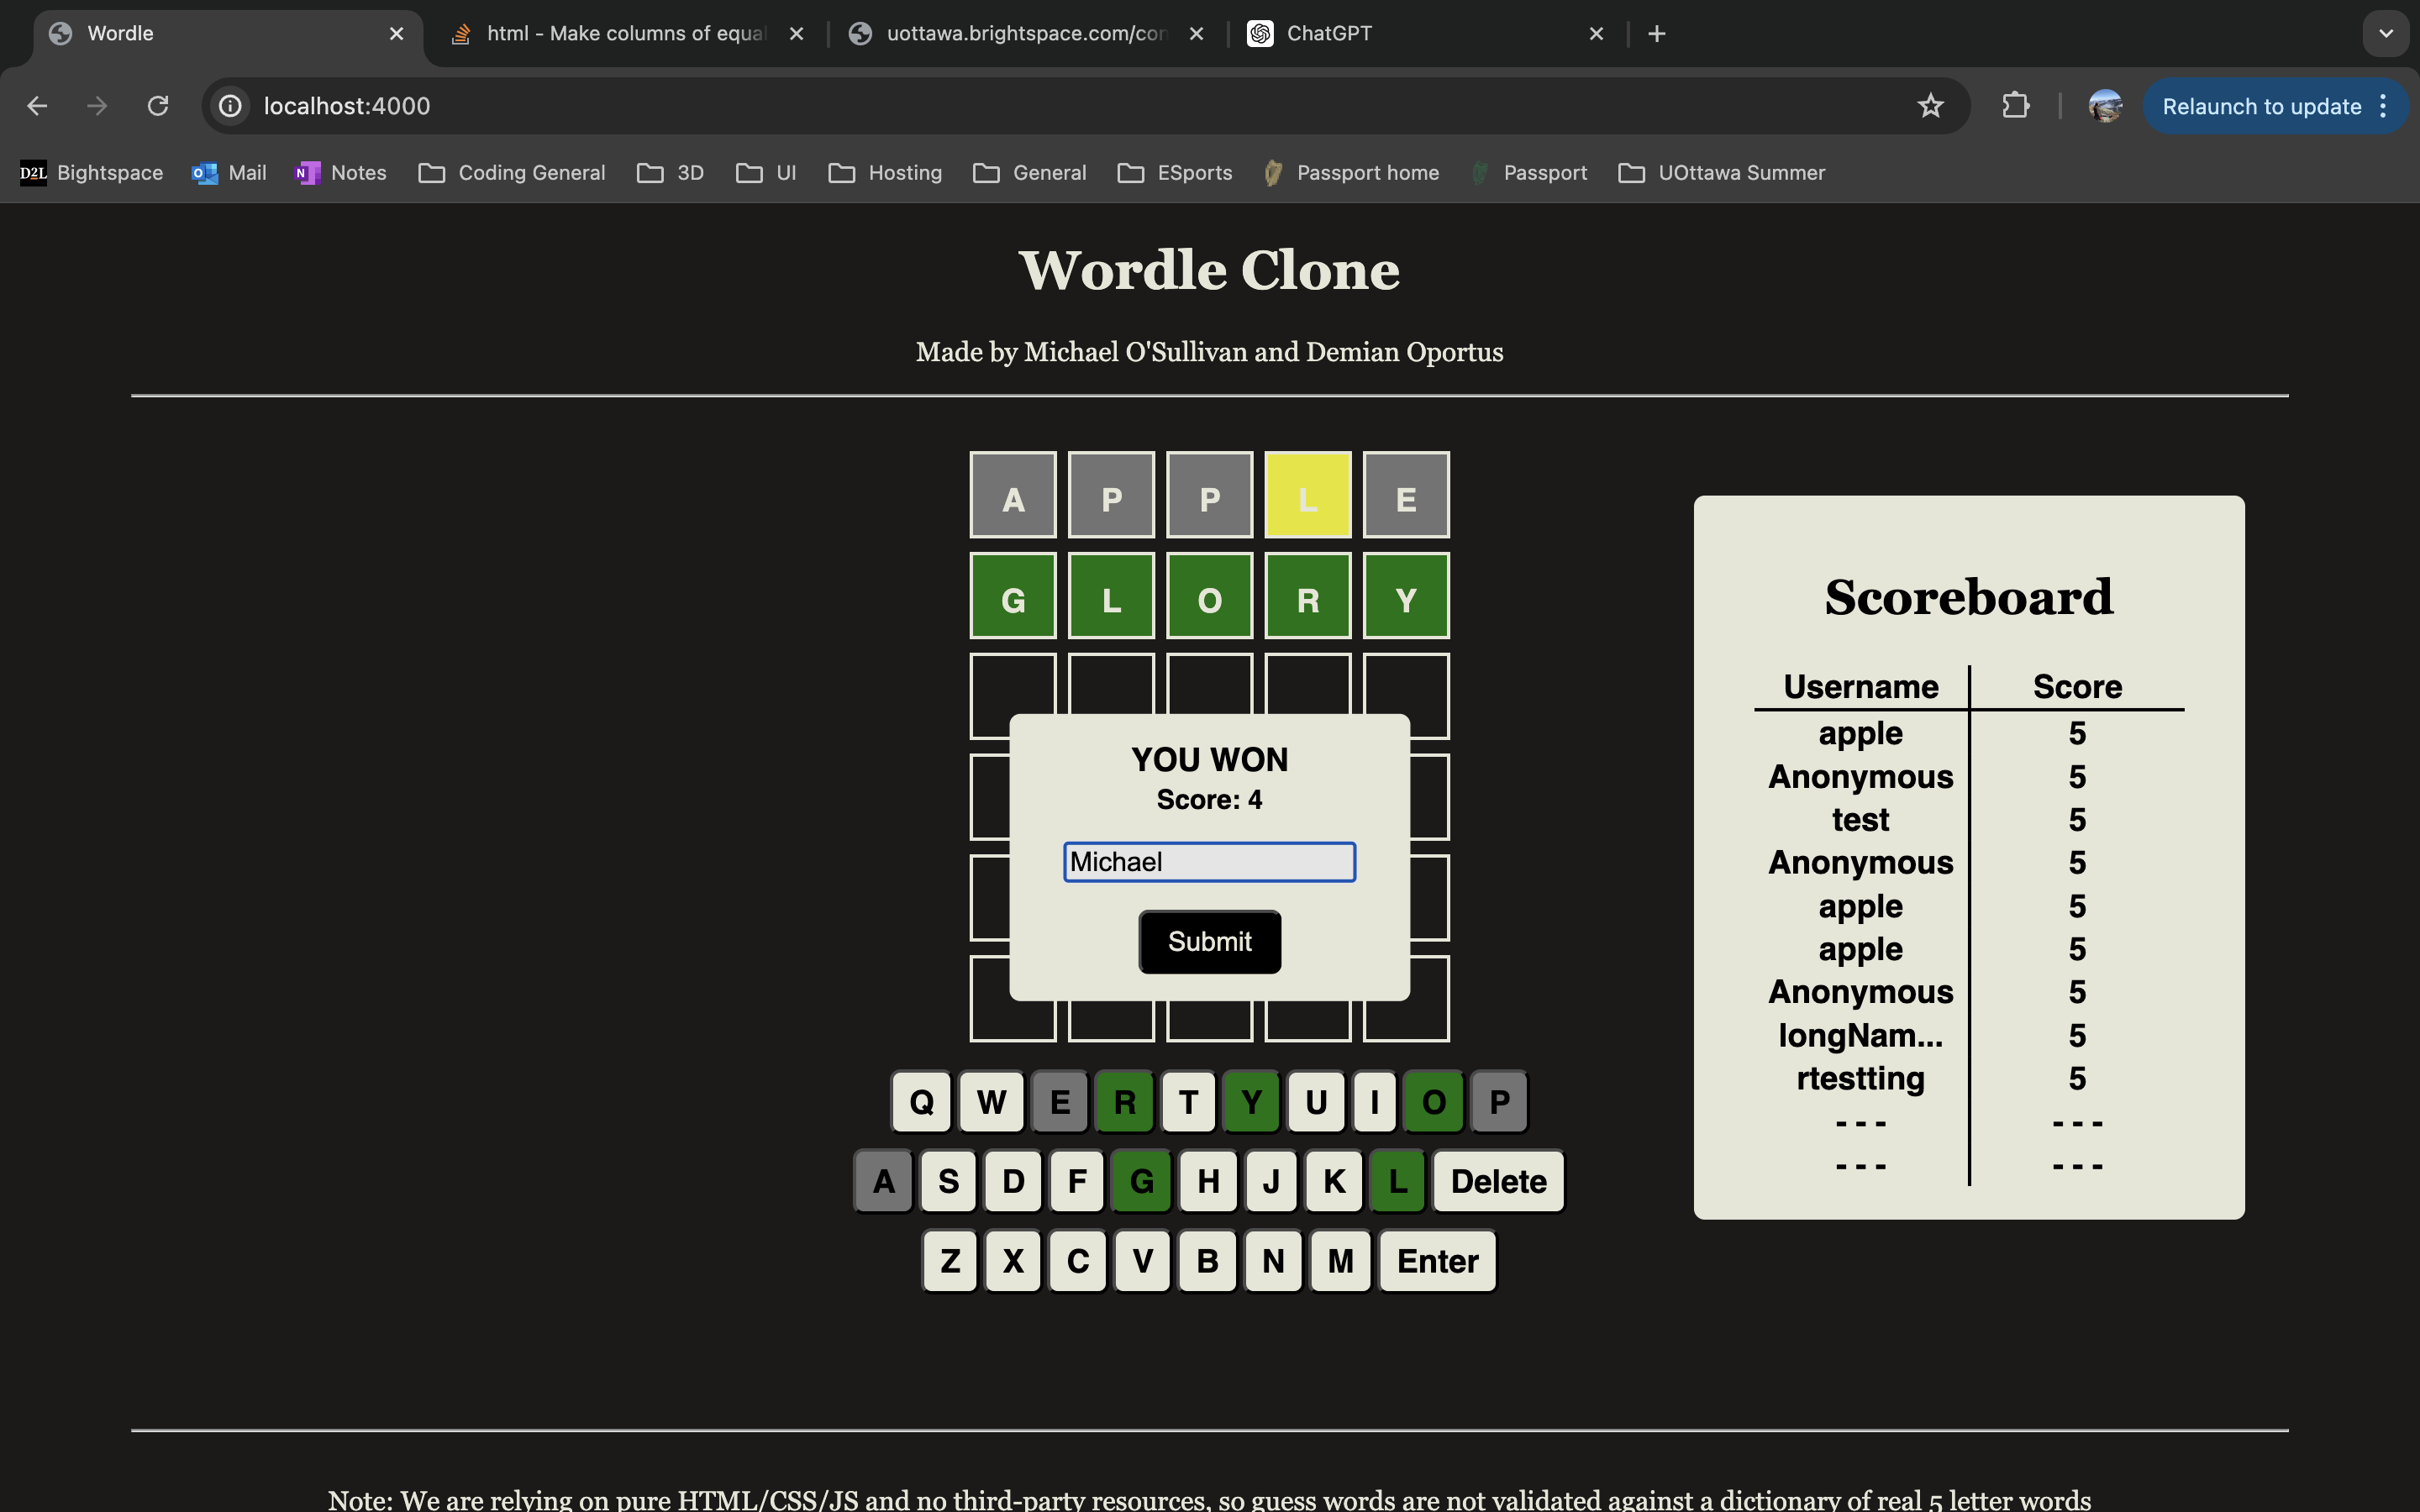 Wordle
html - Make columns of equal
uottawa.brightspace.com/con
ChatGPT
localhost:4000
Relaunch to update
D2L Bightspace Mail Notes Coding General 3D UI Hosting General ESports Passport home Passport UOttawa Summer
Wordle Clone
Made by Michael O'Sullivan and Demian Oportus
A P P L E
G L O R Y
YOU WON
Score: 4
Michael
Submit
Q W E R T Y U I O P
A S D F G H J K L Delete
Z X C V B N M Enter
Scoreboard
Username Score
apple 5
Anonymous 5
test 5
Anonymous 5
apple 5
apple 5
Anonymous 5
longNam... 5
rtestting 5
--- ---
--- ---
Note: We are relying on pure HTML/CSS/JS and no third-party resources, so guess words are not validated against a dictionary of real 5 letter words